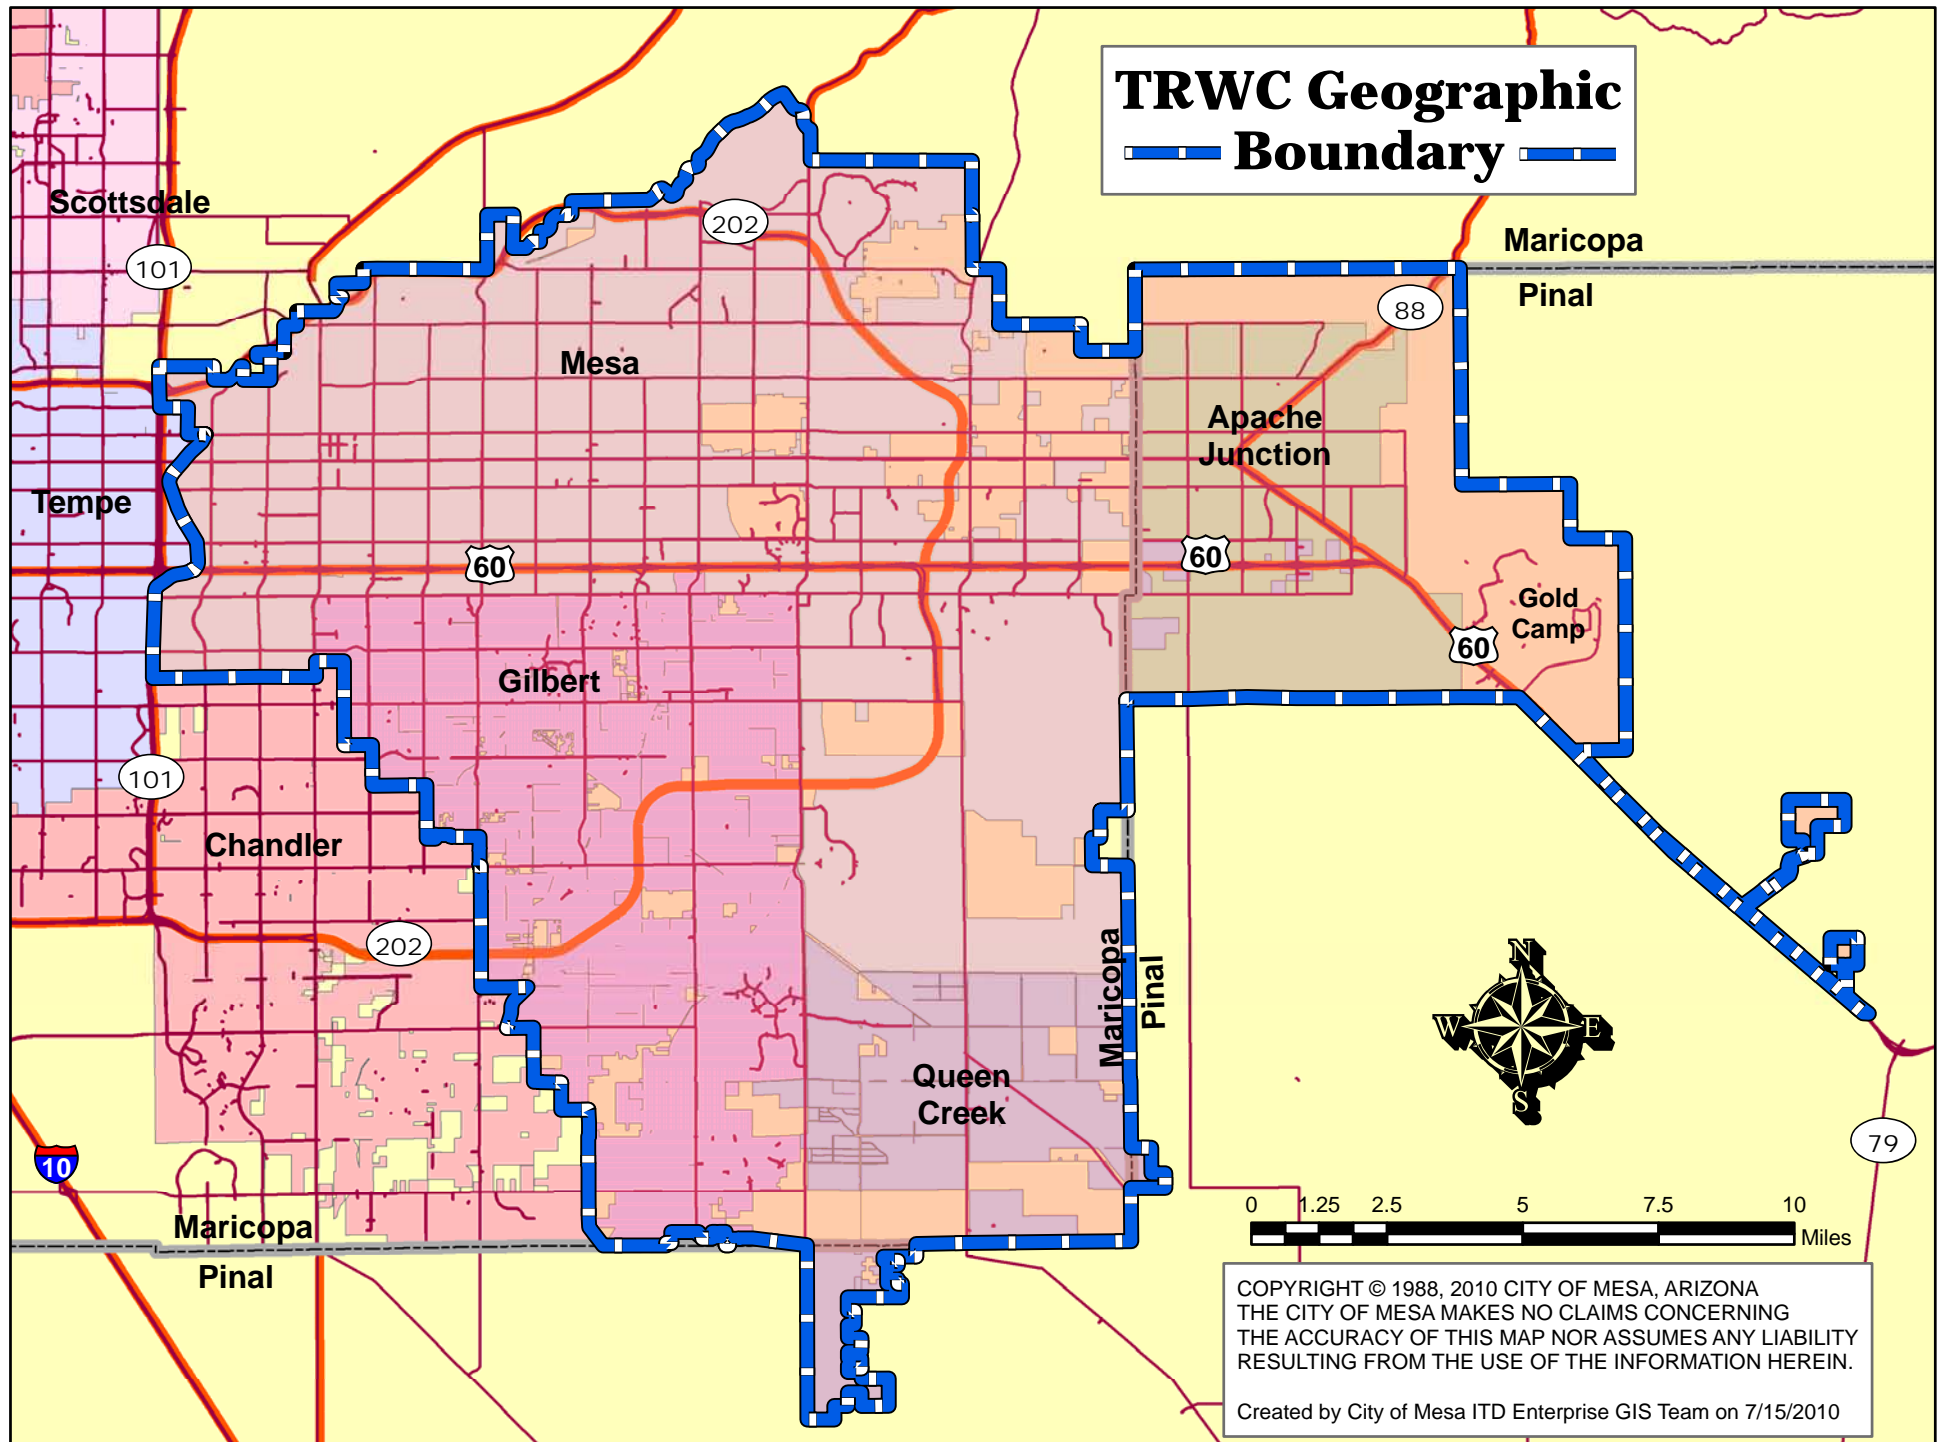 TRWC Geographic
Boundary
Scottsdale
101
202
Maricopa
Pinal
88
Mesa
Apache
Junction
Tempe
60
60
Gold
Camp
60
Gilbert
101
Chandler
202
Maricopa
Pinal
N
W
E
S
Queen
Creek
10
79
Maricopa
Pinal
0 1.25 2.5 5 7.5 10
Miles
COPYRIGHT © 1988, 2010 CITY OF MESA, ARIZONA
THE CITY OF MESA MAKES NO CLAIMS CONCERNING
THE ACCURACY OF THIS MAP NOR ASSUMES ANY LIABILITY
RESULTING FROM THE USE OF THE INFORMATION HEREIN.
Created by City of Mesa ITD Enterprise GIS Team on 7/15/2010